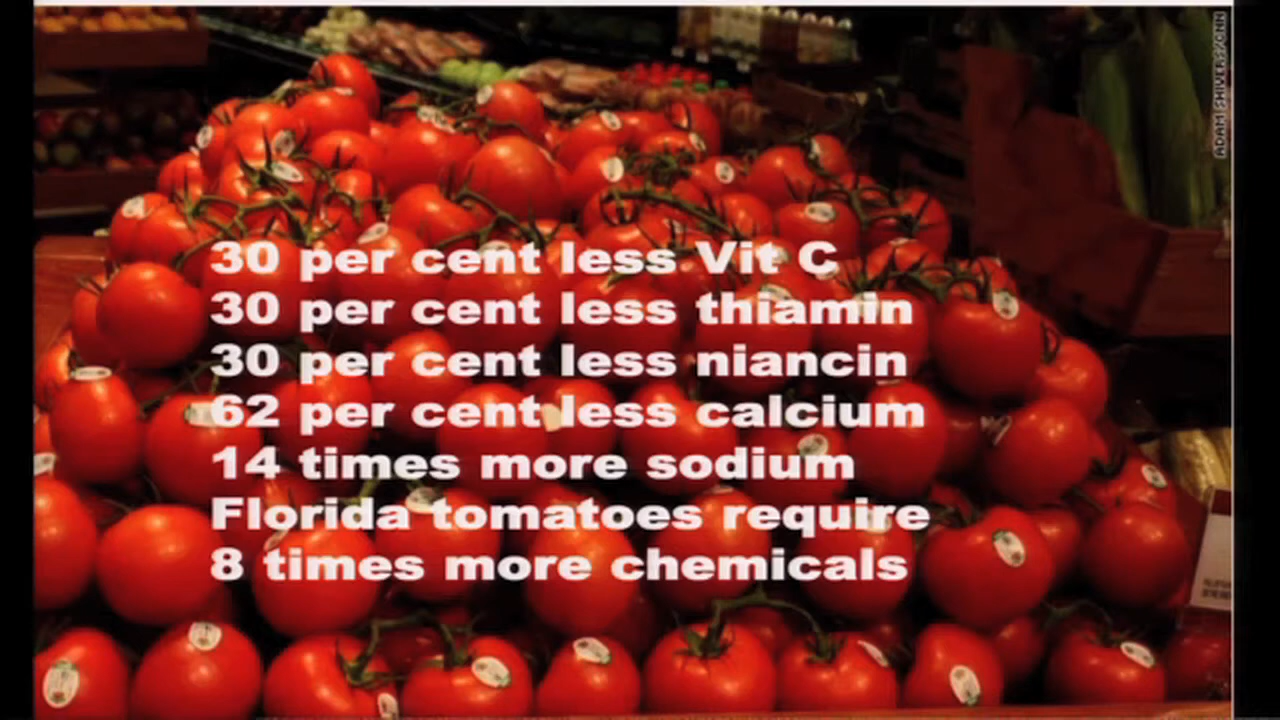 ADAM SHIVERS/CNN
30 per cent less Vit C
30 per cent less thiamin
30 per cent less niancin
62 per cent less calcium
14 times more sodium
Florida tomatoes require
8 times more chemicals